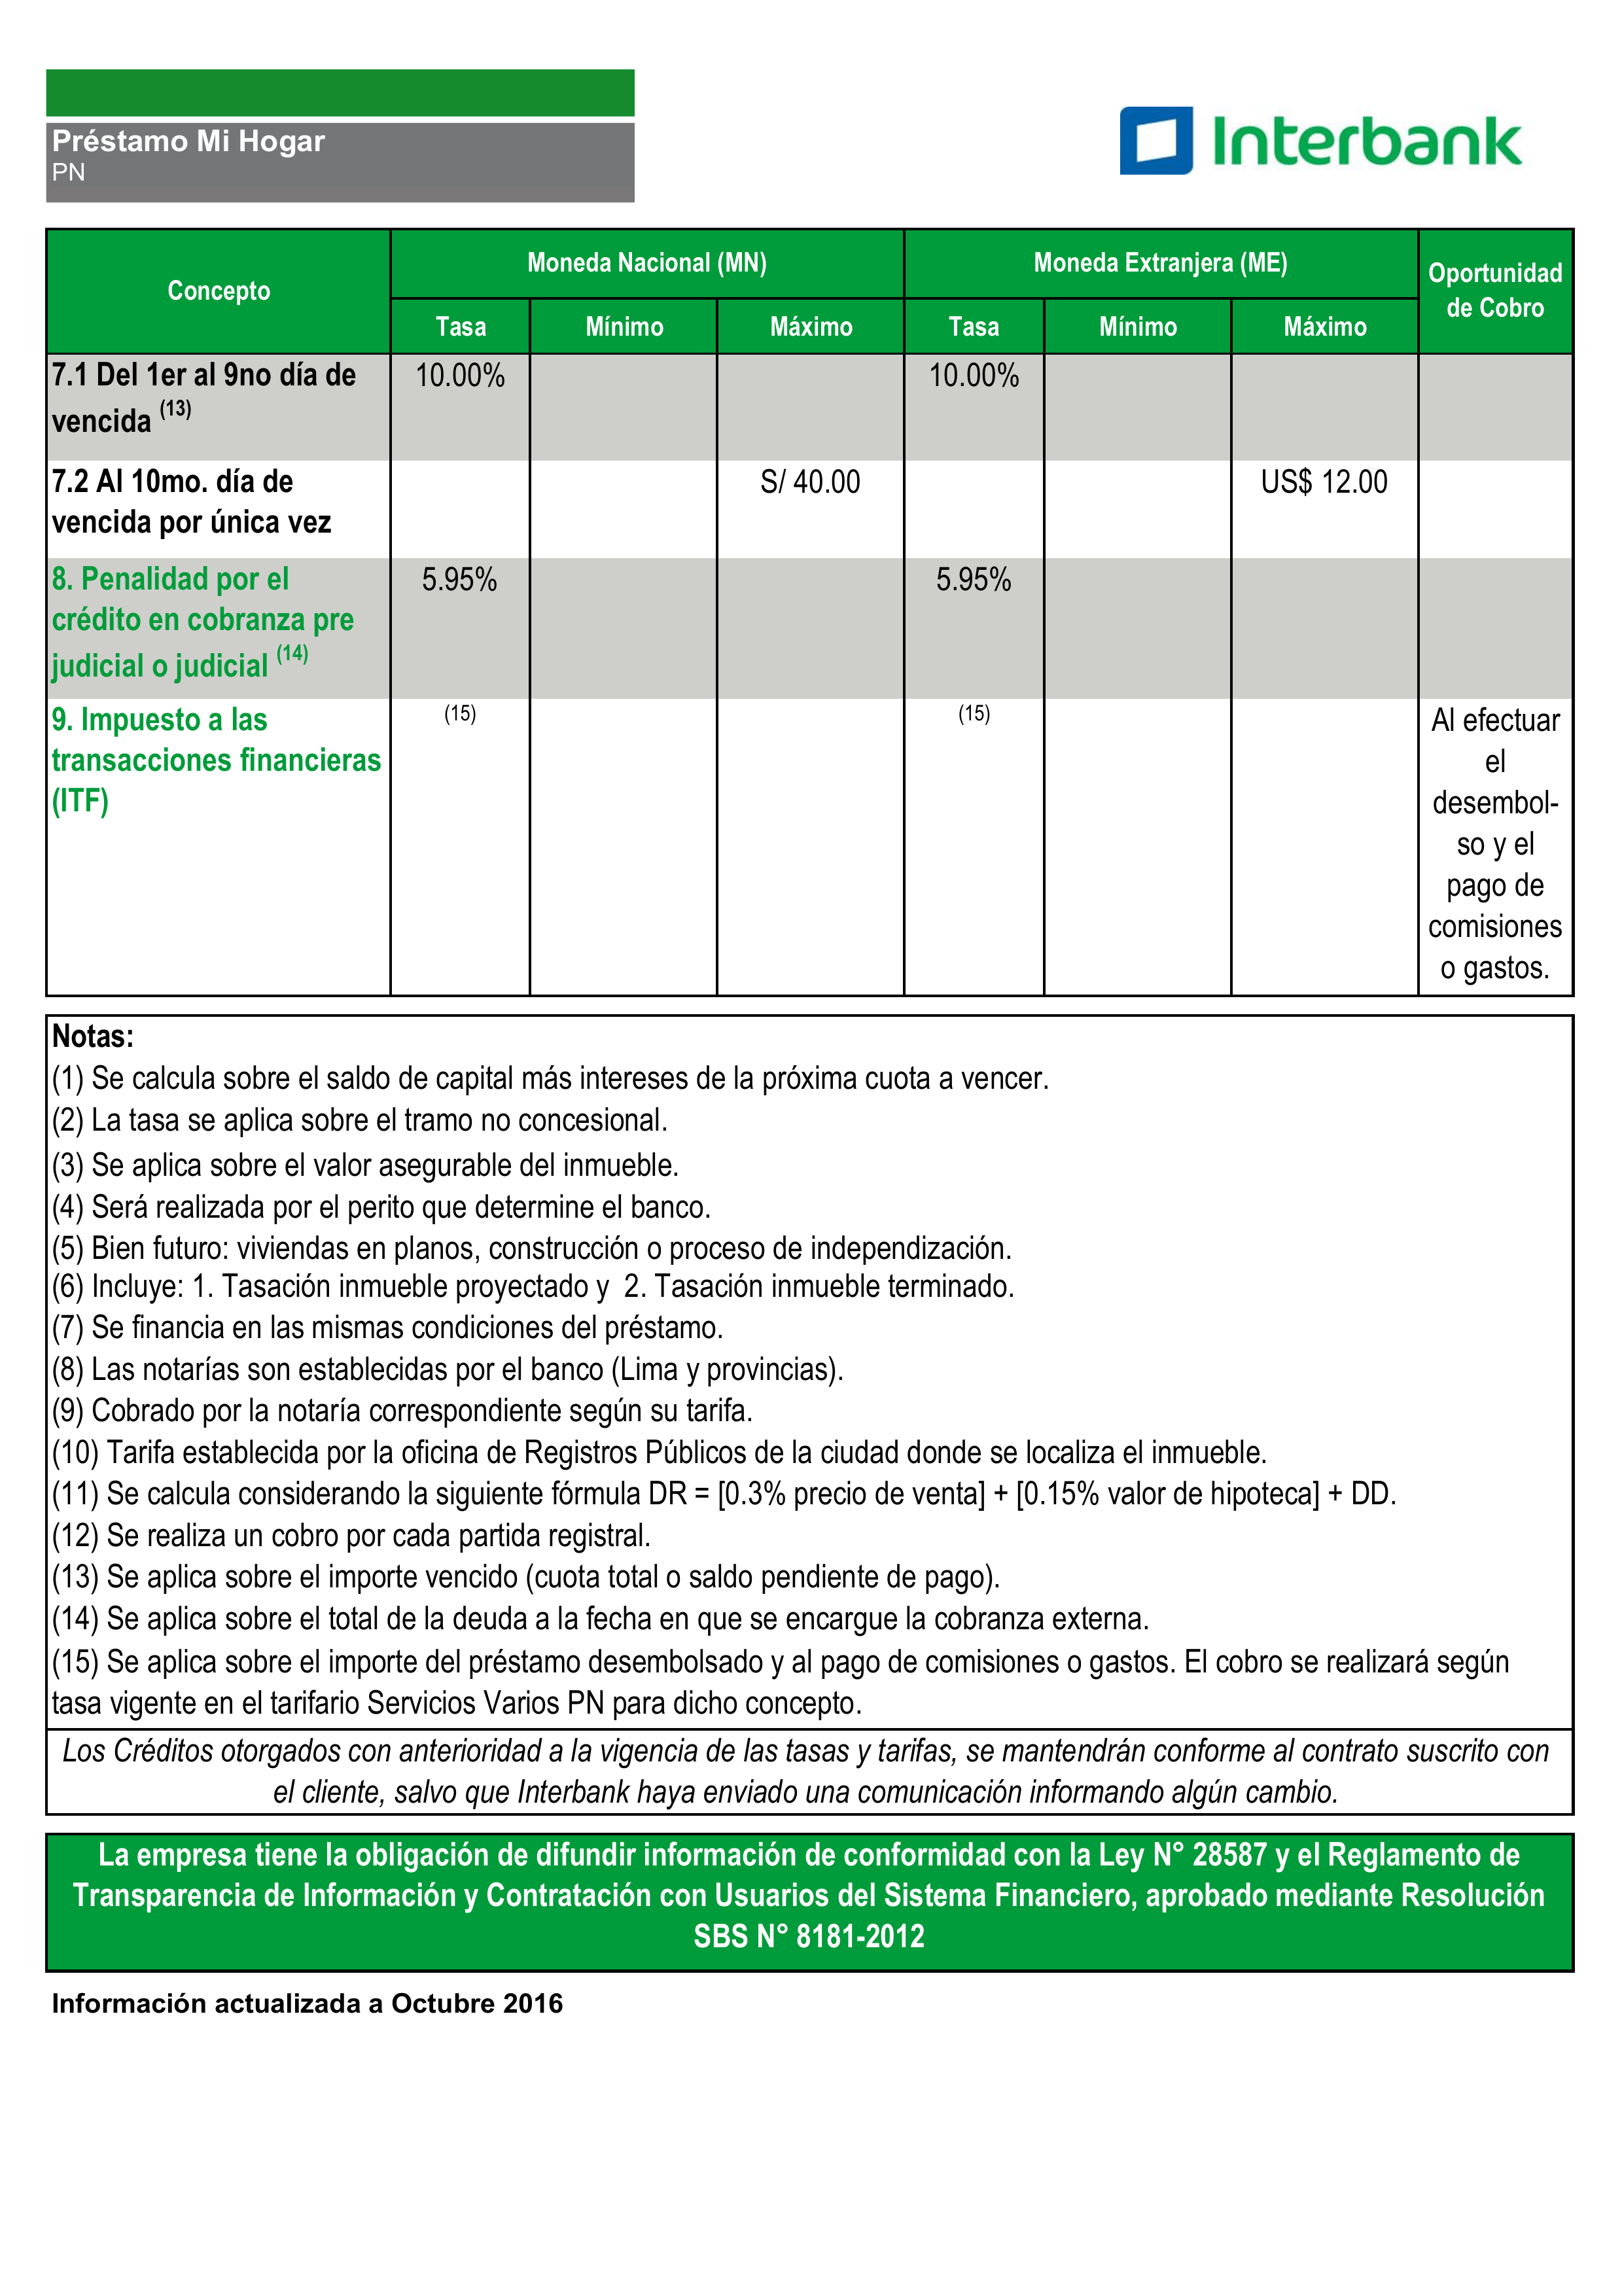 Préstamo Mi Hogar
PN
Interbank
Concepto
Moneda Nacional (MN)
Moneda Extranjera (ME)
Oportunidad
de Cobro
Tasa
Mínimo
Máximo
Tasa
Mínimo
Máximo
7.1 Del 1er al 9no día de
vencida (13)
10.00%
10.00%
7.2 Al 10mo. día de
vencida por única vez
S/ 40.00
US$ 12.00
8. Penalidad por el
crédito en cobranza pre
judicial o judicial (14)
5.95%
5.95%
9. Impuesto a las
transacciones financieras
(ITF)
(15)
(15)
Al efectuar
el
desembol-
so y el
pago de
comisiones
o gastos.
Notas:
(1) Se calcula sobre el saldo de capital más intereses de la próxima cuota a vencer.
(2) La tasa se aplica sobre el tramo no concesional.
(3) Se aplica sobre el valor asegurable del inmueble.
(4) Será realizada por el perito que determine el banco.
(5) Bien futuro: viviendas en planos, construcción o proceso de independización.
(6) Incluye: 1. Tasación inmueble proyectado y  2. Tasación inmueble terminado.
(7) Se financia en las mismas condiciones del préstamo.
(8) Las notarías son establecidas por el banco (Lima y provincias).
(9) Cobrado por la notaría correspondiente según su tarifa.
(10) Tarifa establecida por la oficina de Registros Públicos de la ciudad donde se localiza el inmueble.
(11) Se calcula considerando la siguiente fórmula DR = [0.3% precio de venta] + [0.15% valor de hipoteca] + DD.
(12) Se realiza un cobro por cada partida registral.
(13) Se aplica sobre el importe vencido (cuota total o saldo pendiente de pago).
(14) Se aplica sobre el total de la deuda a la fecha en que se encargue la cobranza externa.
(15) Se aplica sobre el importe del préstamo desembolsado y al pago de comisiones o gastos. El cobro se realizará según
tasa vigente en el tarifario Servicios Varios PN para dicho concepto.
Los Créditos otorgados con anterioridad a la vigencia de las tasas y tarifas, se mantendrán conforme al contrato suscrito con
el cliente, salvo que Interbank haya enviado una comunicación informando algún cambio.
La empresa tiene la obligación de difundir información de conformidad con la Ley N° 28587 y el Reglamento de
Transparencia de Información y Contratación con Usuarios del Sistema Financiero, aprobado mediante Resolución
SBS N° 8181-2012
Información actualizada a Octubre 2016